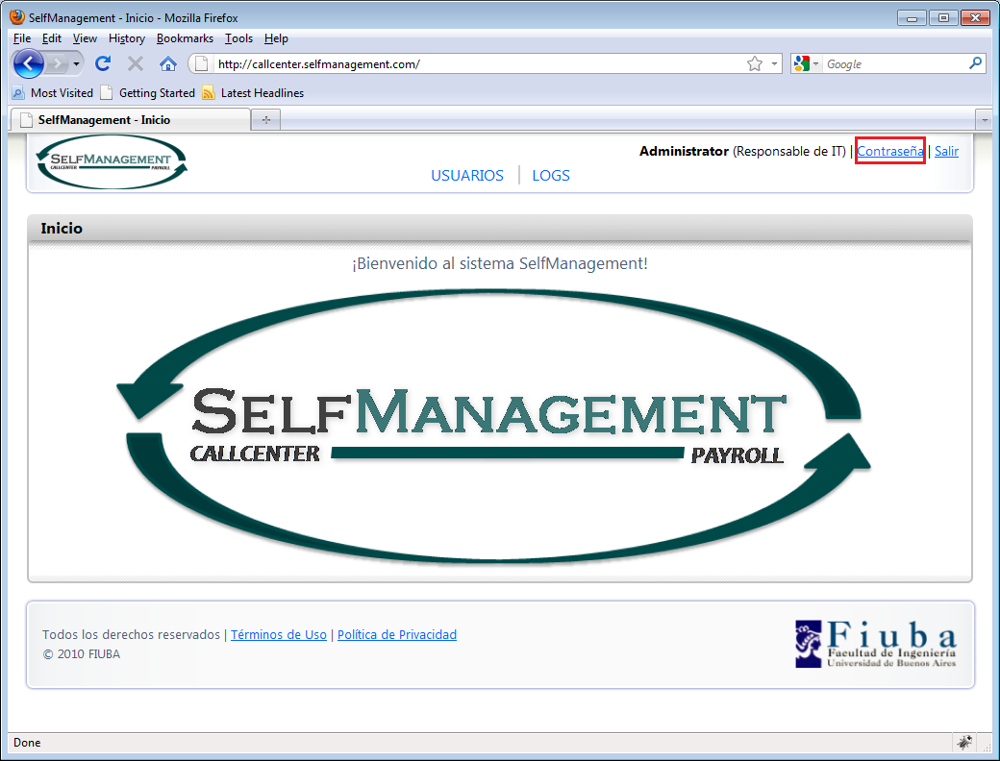 SelfManagement - Inicio - Mozilla Firefox
File Edit View History Bookmarks Tools Help
http://callcenter.selfmanagement.com/
Google
Most Visited Getting Started Latest Headlines
SelfManagement - Inicio
SELFMANAGEMENT
CALLCENTER PAYROLL
Administrator (Responsable de IT) | Contraseña | Salir
USUARIOS LOGS
Inicio
¡Bienvenido al sistema SelfManagement!
SELFMANAGEMENT
CALLCENTER PAYROLL
Todos los derechos reservados | Términos de Uso | Política de Privacidad
© 2010 FIUBA
Fiuba
Facultad de Ingeniería
Universidad de Buenos Aires
Done